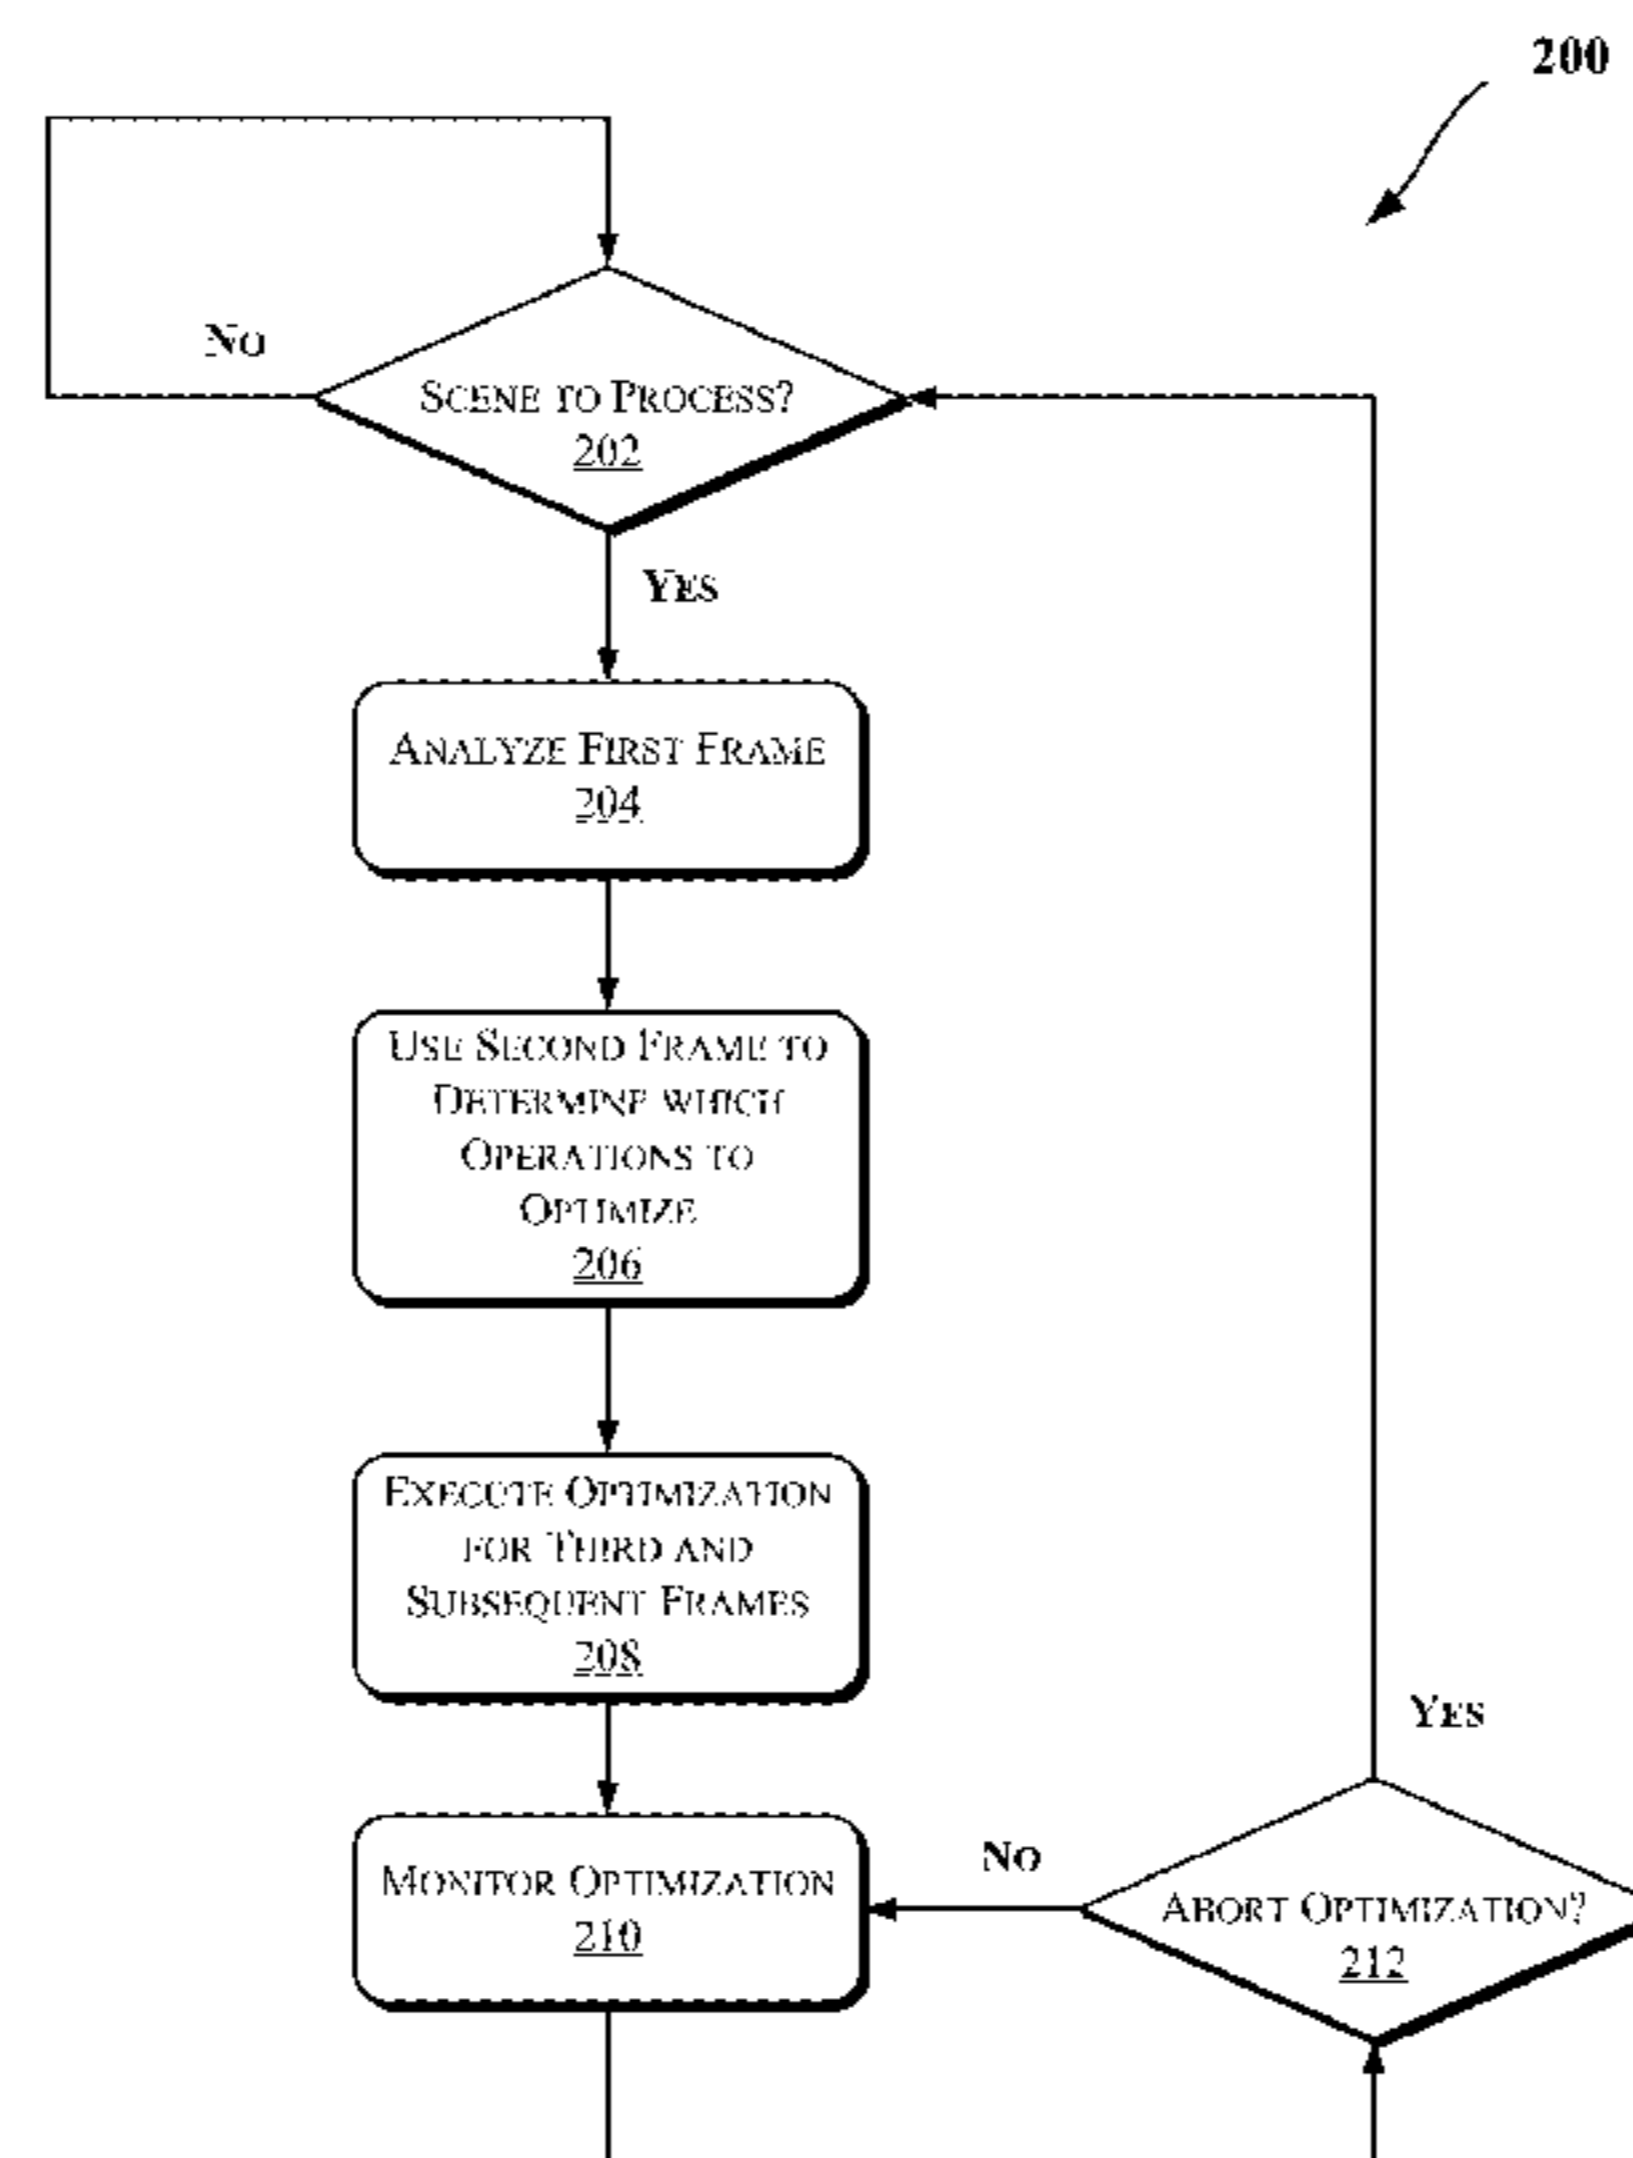 200
No
Scene to Process?
202
Yes
Analyze First Frame
204
Use Second Frame to
Determine which
Operations to
Optimize
206
Execute Optimization
for Third and
Subsequent Frames
208
Yes
No
Monitor Optimization
210
Abort Optimization?
212